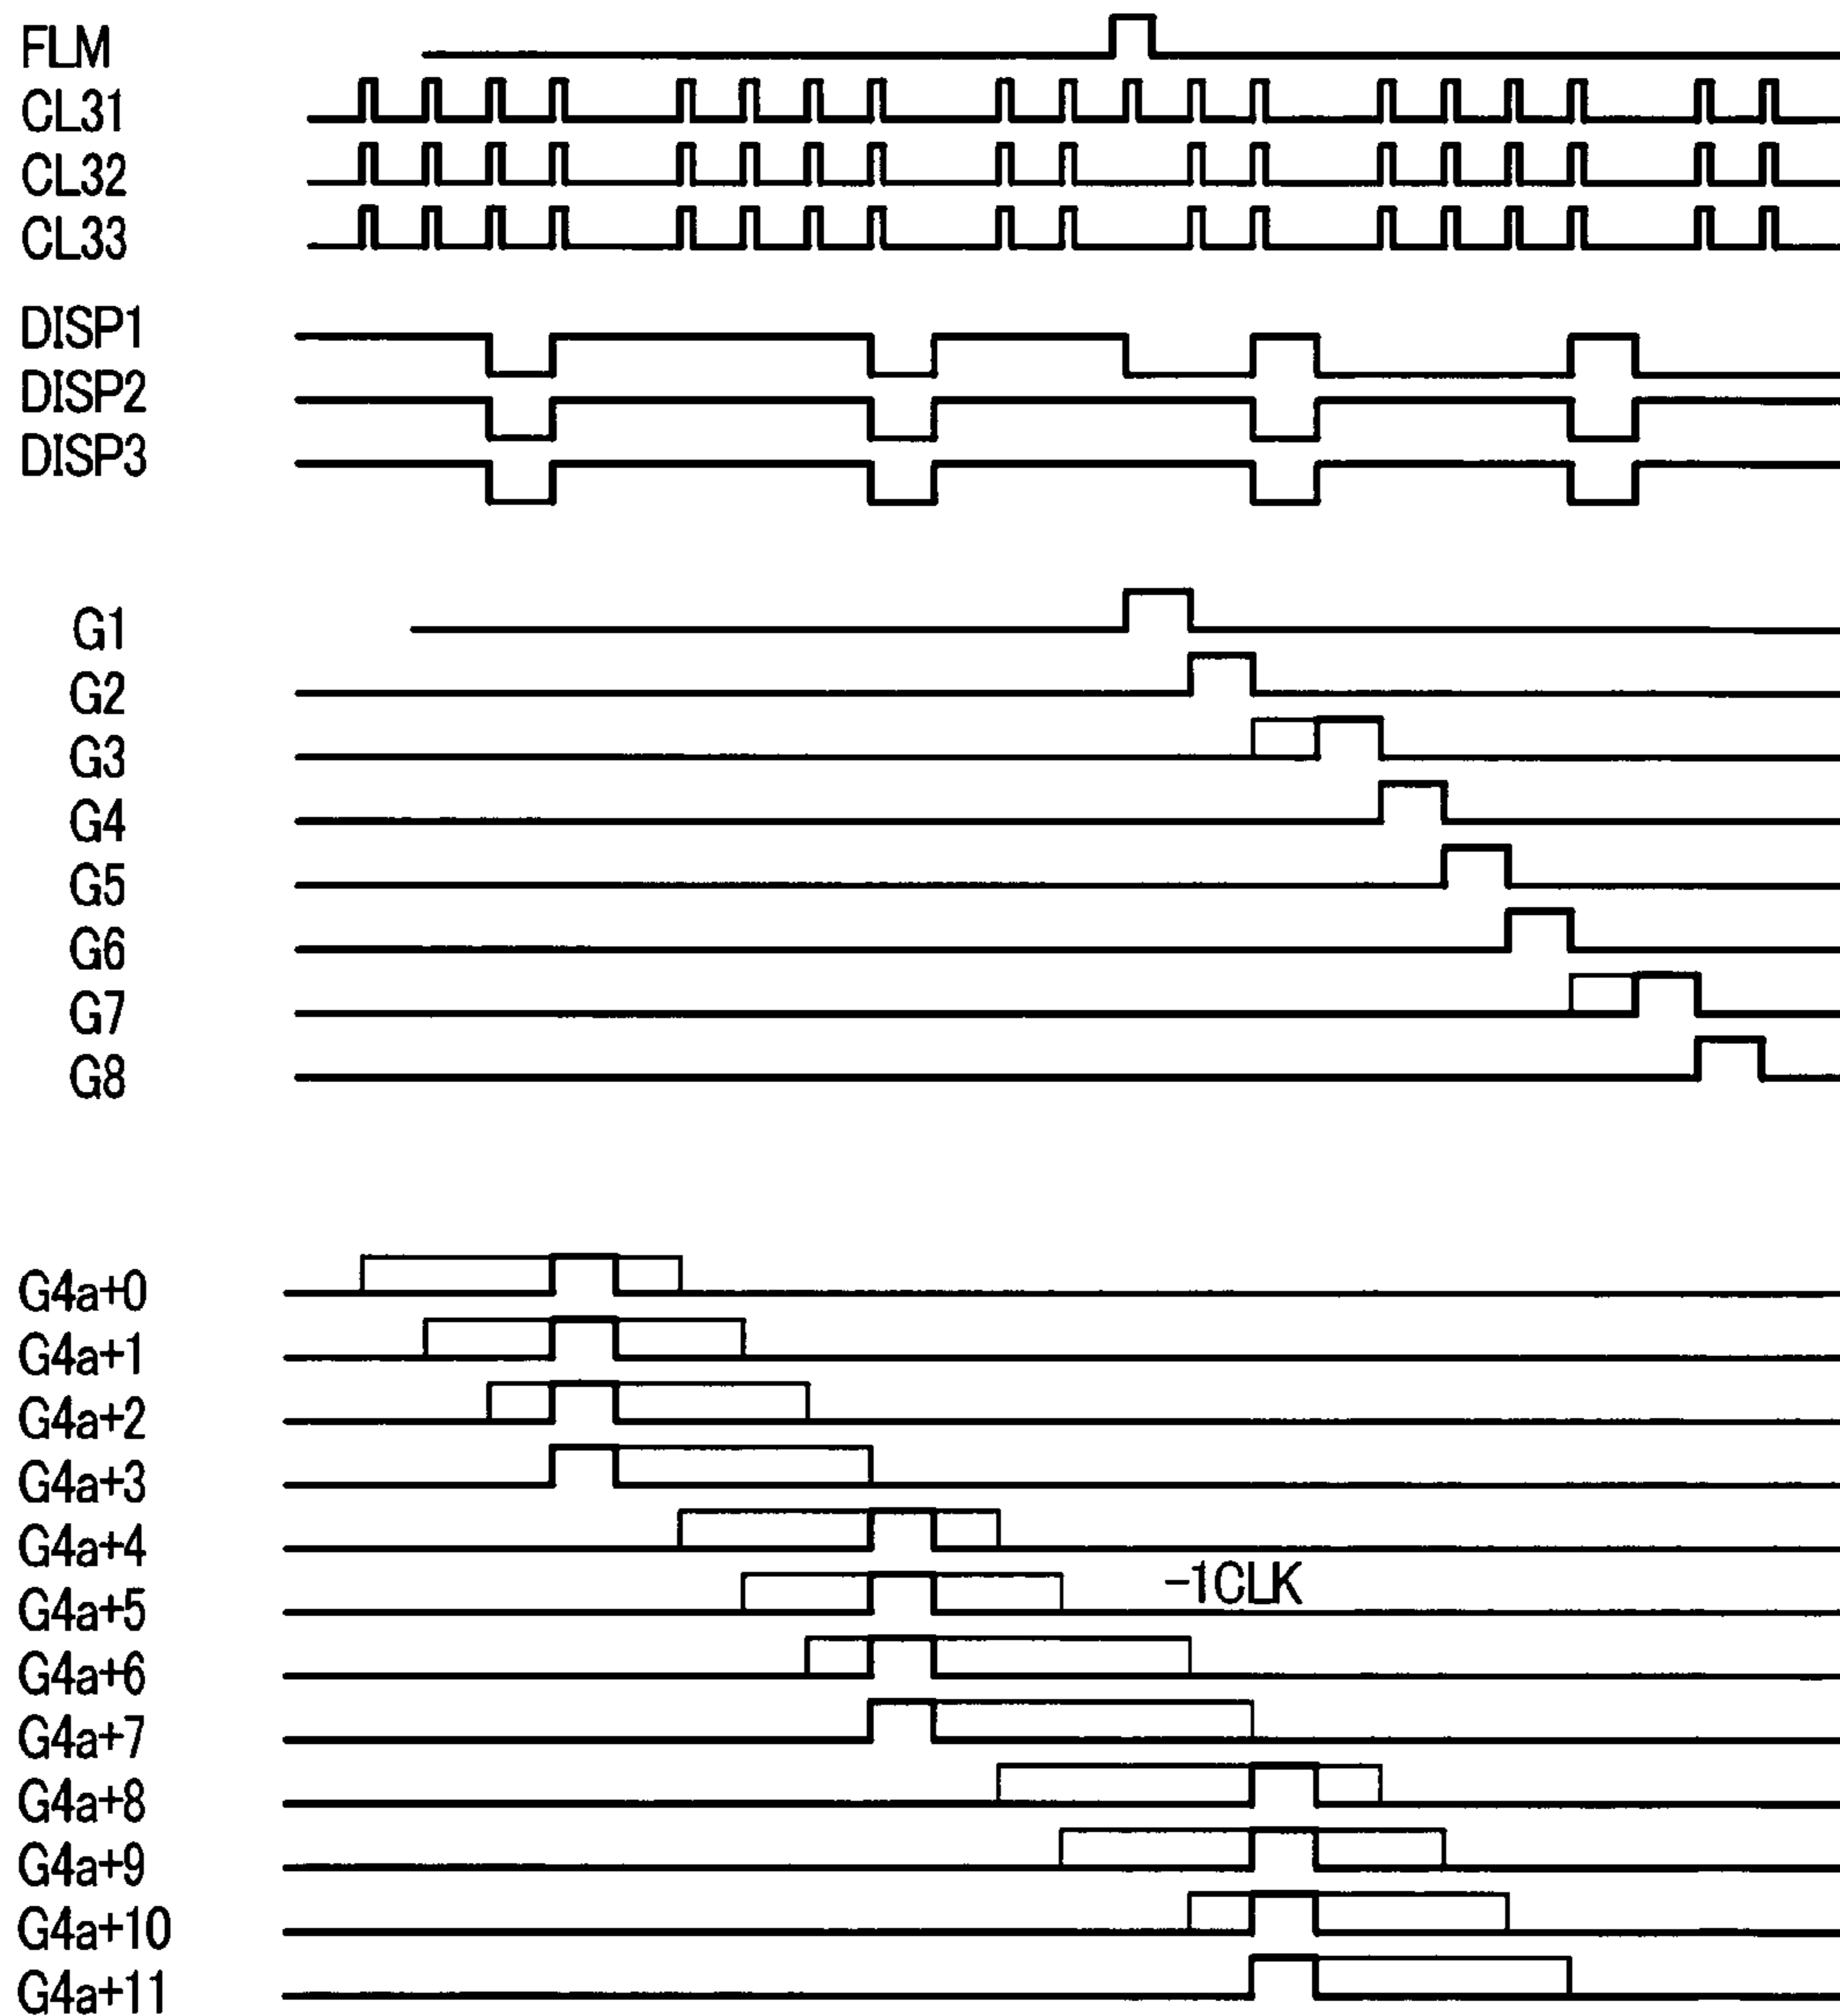 FLM
CL31
CL32
CL33
DISP1
DISP2
DISP3
G1
G2
G3
G4
G5
G6
G7
G8
G4a+0
G4a+1
G4a+2
G4a+3
G4a+4
-1CLK
G4a+5
G4a+6
G4a+7
G4a+8
G4a+9
G4a+10
G4a+11